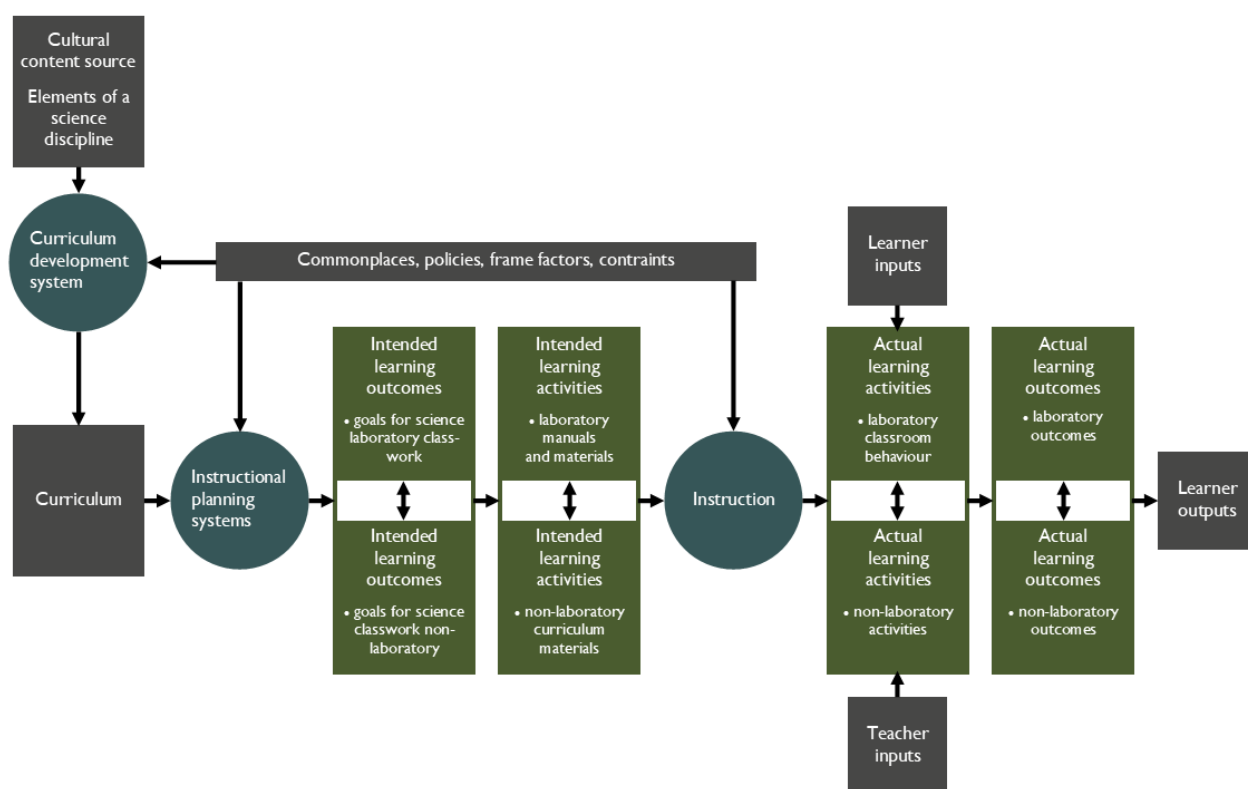 Cultural
content source
Elements of a
science
discipline
Curriculum
development
system
Commonplaces, policies, frame factors, contraints
Learner
inputs
Intended
learning
outcomes
• goals for science
laboratory class-
work
Intended
learning
activities
• laboratory
manuals
and materials
Actual
learning
activities
• laboratory
classroom
behaviour
Actual
learning
outcomes
• laboratory
outcomes
Curriculum
Instructional
planning
systems
Instruction
Learner
outputs
Intended
learning
outcomes
• goals for science
classwork non-
laboratory
Intended
learning
activities
• non-laboratory
curriculum
materials
Actual
learning
activities
• non-laboratory
activities
Actual
learning
outcomes
• non-laboratory
outcomes
Teacher
inputs